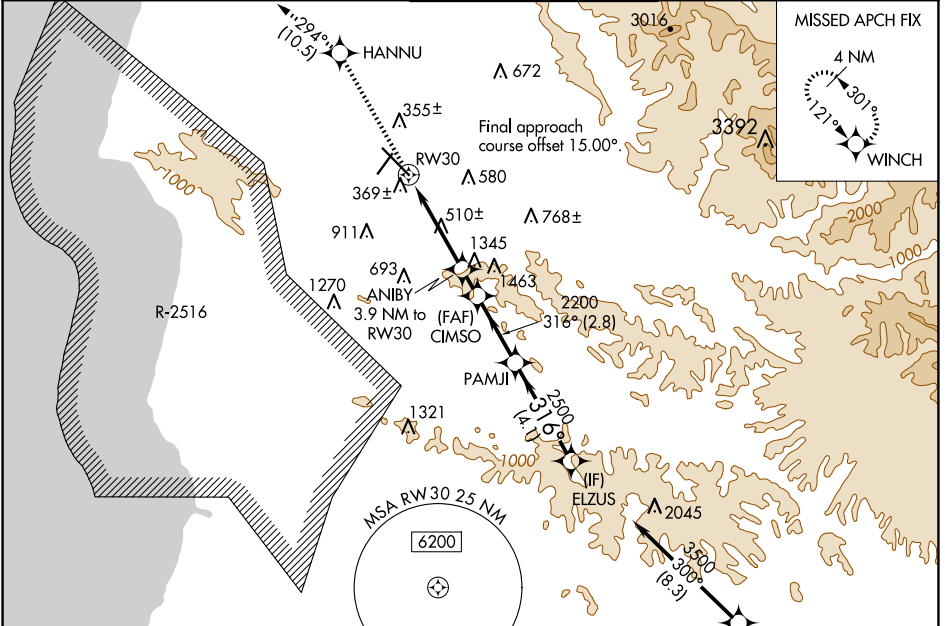 294°
(10.5)
HANNU
3016
MISSED APCH FIX
4 NM
301°
121°
WINCH
672
355±
3392
Final approach
course offset 15.00°.
RW30
1000
369±
580
510±
768±
2000
911
1000
1345
693
1463
1270
ANIBY
3.9 NM to
RW30
(FAF)
CIMSO
2200
316° (2.8)
R-2516
PAMJI
2500
316°
(4.1)
1321
1000
(IF)
ELZUS
MSA RW30 25 NM
6200
2045
3500
300°
(8.3)